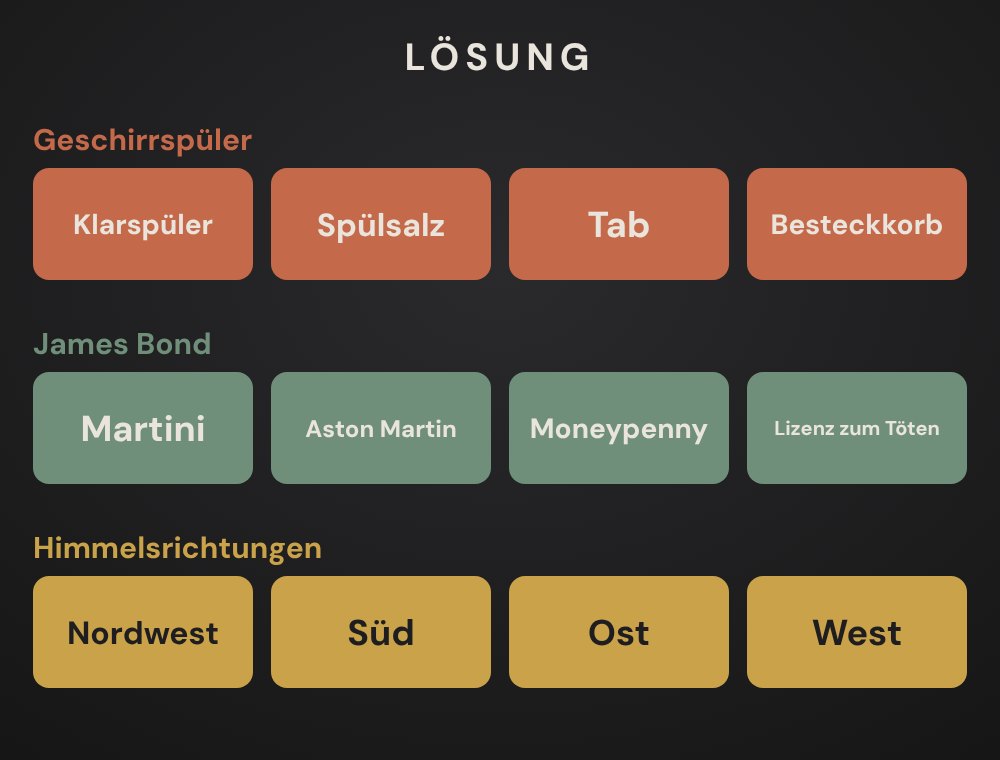 LÖSUNG
Geschirrspüler
Klarspüler Spülsalz Tab Besteckkorb
James Bond
Martini Aston Martin Moneypenny Lizenz zum Töten
Himmelsrichtungen
Nordwest Süd Ost West